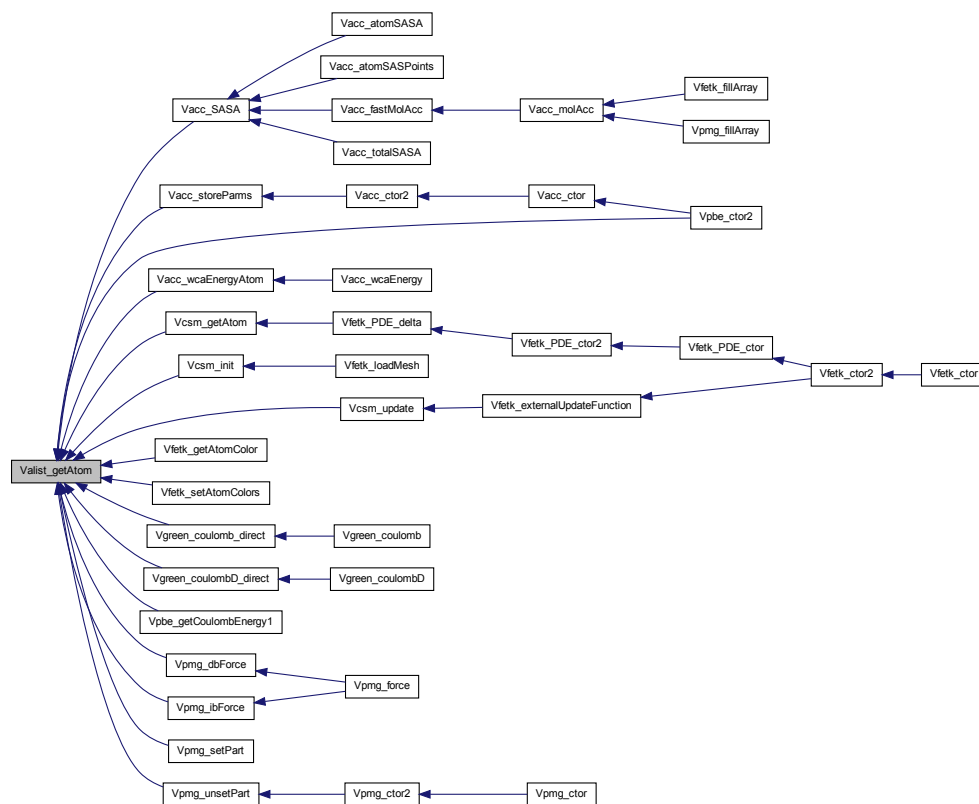 Vacc_atomSASA
Vacc_atomSASPoints
Vfetk_fillArray
Vacc_SASA
Vacc_fastMolAcc
Vacc_molAcc
Vpmg_fillArray
Vacc_totalSASA
Vacc_storeParms
Vacc_ctor2
Vacc_ctor
Vpbe_ctor2
Vacc_wcaEnergyAtom
Vacc_wcaEnergy
Vcsm_getAtom
Vfetk_PDE_delta
Vfetk_PDE_ctor2
Vfetk_PDE_ctor
Vcsm_init
Vfetk_loadMesh
Vfetk_ctor2
Vfetk_ctor
Vcsm_update
Vfetk_externalUpdateFunction
Vfetk_getAtomColor
Valist_getAtom
Vfetk_setAtomColors
Vgreen_coulomb_direct
Vgreen_coulomb
Vgreen_coulombD_direct
Vgreen_coulombD
Vpbe_getCoulombEnergy1
Vpmg_dbForce
Vpmg_force
Vpmg_ibForce
Vpmg_setPart
Vpmg_unsetPart
Vpmg_ctor2
Vpmg_ctor